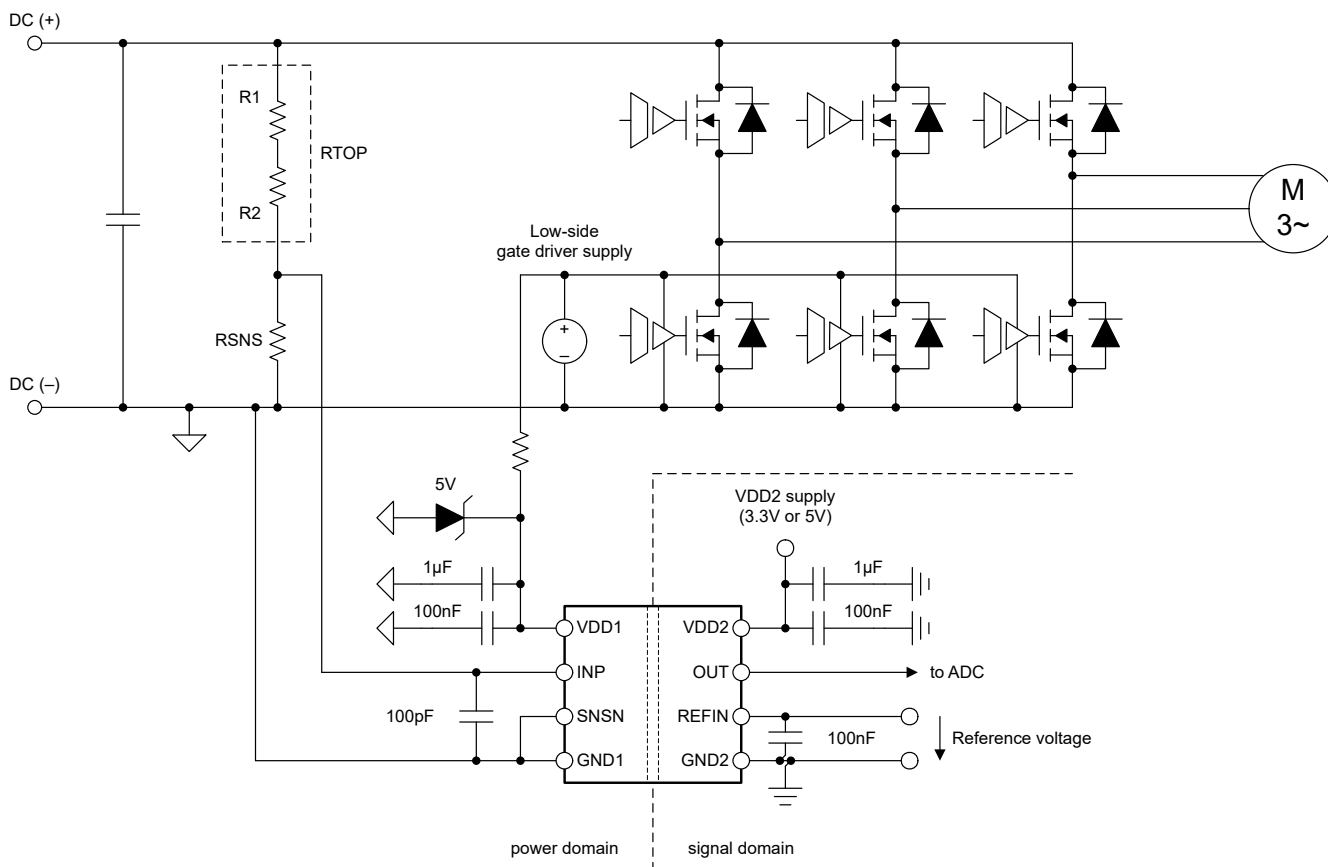 DC (+)
R1
RTOP
R2
M
3~
Low-side
gate driver supply
RSNS
+
–
DC (–)
5V
VDD2 supply
(3.3V or 5V)
1µF
1µF
100nF
100nF
VDD1
VDD2
INP
OUT
to ADC
100pF
SNSN
REFIN
100nF
Reference voltage
GND1
GND2
power domain
signal domain